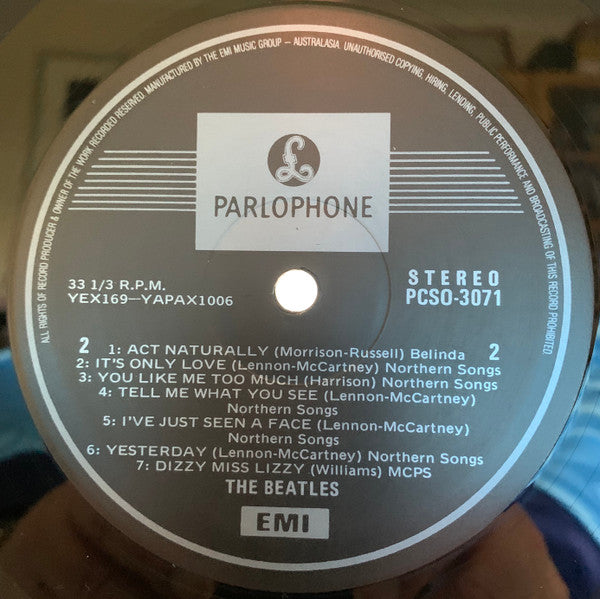 ALL RIGHTS OF RECORD PRODUCER & OWNER OF THE WORK RECORDED RESERVED. MANUFACTURED BY THE EMI MUSIC GROUP – AUSTRALASIA. UNAUTHORISED COPYING, HIRING, LENDING, PUBLIC PERFORMANCE AND BROADCASTING OF THIS RECORD PROHIBITED.
£
PARLOPHONE
33 1/3 R.P.M.
YEX169—YAPAX1006
STEREO
PCSO-3071
2
2
1: ACT NATURALLY (Morrison-Russell) Belinda
2: IT'S ONLY LOVE (Lennon-McCartney) Northern Songs
3: YOU LIKE ME TOO MUCH (Harrison) Northern Songs
4: TELL ME WHAT YOU SEE (Lennon-McCartney)
Northern Songs
5: I'VE JUST SEEN A FACE (Lennon-McCartney)
Northern Songs
6: YESTERDAY (Lennon-McCartney) Northern Songs
7: DIZZY MISS LIZZY (Williams) MCPS
THE BEATLES
EMI